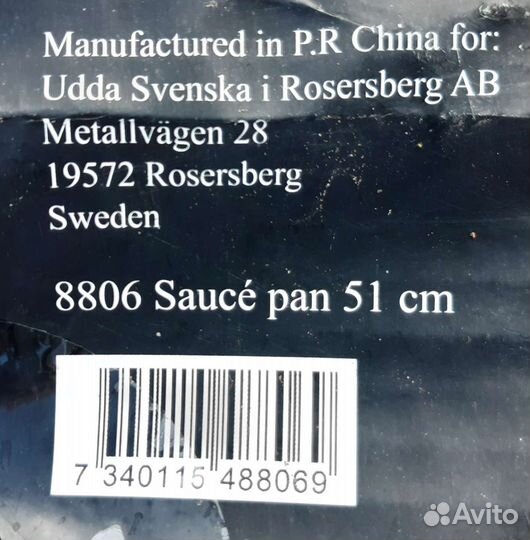 Manufactured in P.R China for:
Udda Svenska i Rosersberg AB
Metallvägen 28
19572 Rosersberg
Sweden
8806 Saucé pan 51 cm
7 340115 488069
Avito